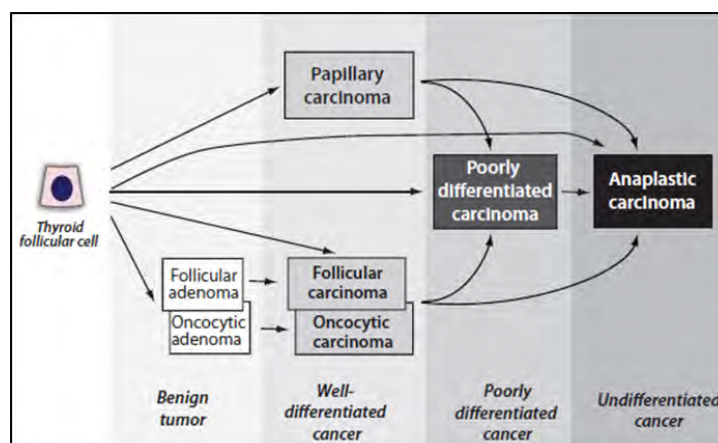 Papillary
carcinoma
Poorly
differentiated
carcinoma
Anaplastic
carcinoma
Thyroid
follicular cell
Follicular
adenoma
Oncocytic
adenoma
Follicular
carcinoma
Oncocytic
carcinoma
Benign
tumor
Well-
differentiated
cancer
Poorly
differentiated cancer
Undifferentiated
cancer